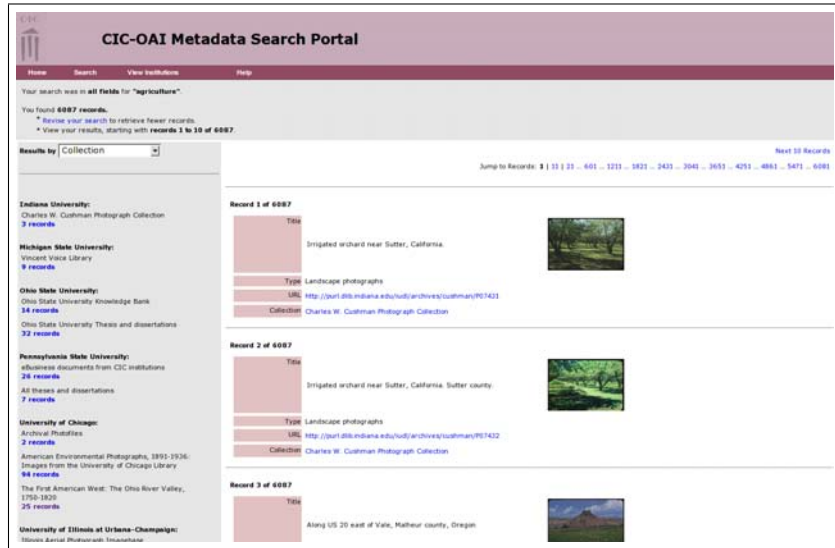 CIC
CIC-OAI Metadata Search Portal
Home Search View Institutions Help
Your search was in all fields for "agriculture".
You found 6087 records.
* Revise your search to retrieve fewer records.
* View your results, starting with records 1 to 10 of 6087.
Results by Collection
Indiana University:
Charles W. Cushman Photograph Collection
3 records
Michigan State University:
Vincent Voice Library
9 records
Ohio State University:
Ohio State University Knowledge Bank
14 records
Ohio State University Thesis and dissertations
32 records
Pennsylvania State University:
eBusiness documents from CIC institutions
26 records
All theses and dissertations
7 records
University of Chicago:
Archival Photofiles
2 records
American Environmental Photographs, 1891-1936:
Images from the University of Chicago Library
94 records
The First American West: The Ohio River Valley,
1750-1820
25 records
University of Illinois at Urbana-Champaign:
Illinois Aerial Photograph Imagebase
Next 10 Records
Jump to Records: 1 | 11 | 21 .. 601 .. 1211 .. 1821 .. 2431 .. 3041 .. 3651 .. 4251 .. 4861 .. 5471 .. 6081
Record 1 of 6087
Title
Irrigated orchard near Sutter, California.
Type Landscape photographs
URL http://purl.dlib.indiana.edu/iudl/archives/cushman/P07431
Collection Charles W. Cushman Photograph Collection
Record 2 of 6087
Title
Irrigated orchard near Sutter, California. Sutter county.
Type Landscape photographs
URL http://purl.dlib.indiana.edu/iudl/archives/cushman/P07432
Collection Charles W. Cushman Photograph Collection
Record 3 of 6087
Title
Along US 20 east of Vale, Malheur county, Oregon.